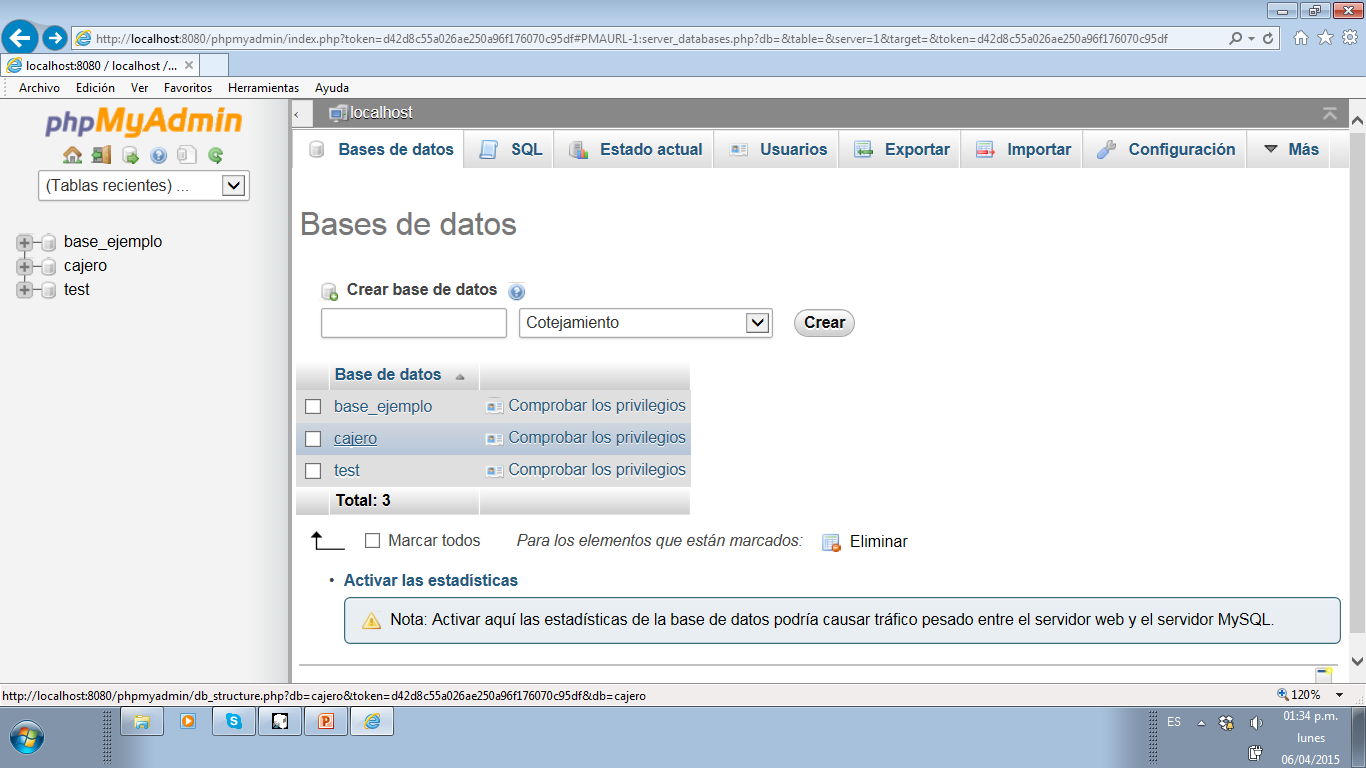 http://localhost:8080/phpmyadmin/index.php?token=d42d8c55a026ae250a96f176070c95df#PMAURL-1:server_databases.php?db=&table=&server=1&target=&token=d42d8c55a026ae250a96f176070c95df
localhost:8080 / localhost /...
Archivo Edición Ver Favoritos Herramientas Ayuda
phpMyAdmin
(Tablas recientes) ...
base_ejemplo
cajero
test
localhost
Bases de datos SQL Estado actual Usuarios Exportar Importar Configuración Más
Bases de datos
Crear base de datos
Cotejamiento Crear
Base de datos
base_ejemplo Comprobar los privilegios
cajero Comprobar los privilegios
test Comprobar los privilegios
Total: 3
Marcar todos Para los elementos que están marcados: Eliminar
• Activar las estadísticas
Nota: Activar aquí las estadísticas de la base de datos podría causar tráfico pesado entre el servidor web y el servidor MySQL.
http://localhost:8080/phpmyadmin/db_structure.php?db=cajero&token=d42d8c55a026ae250a96f176070c95df&db=cajero
120%
ES
01:34 p.m.
lunes
06/04/2015